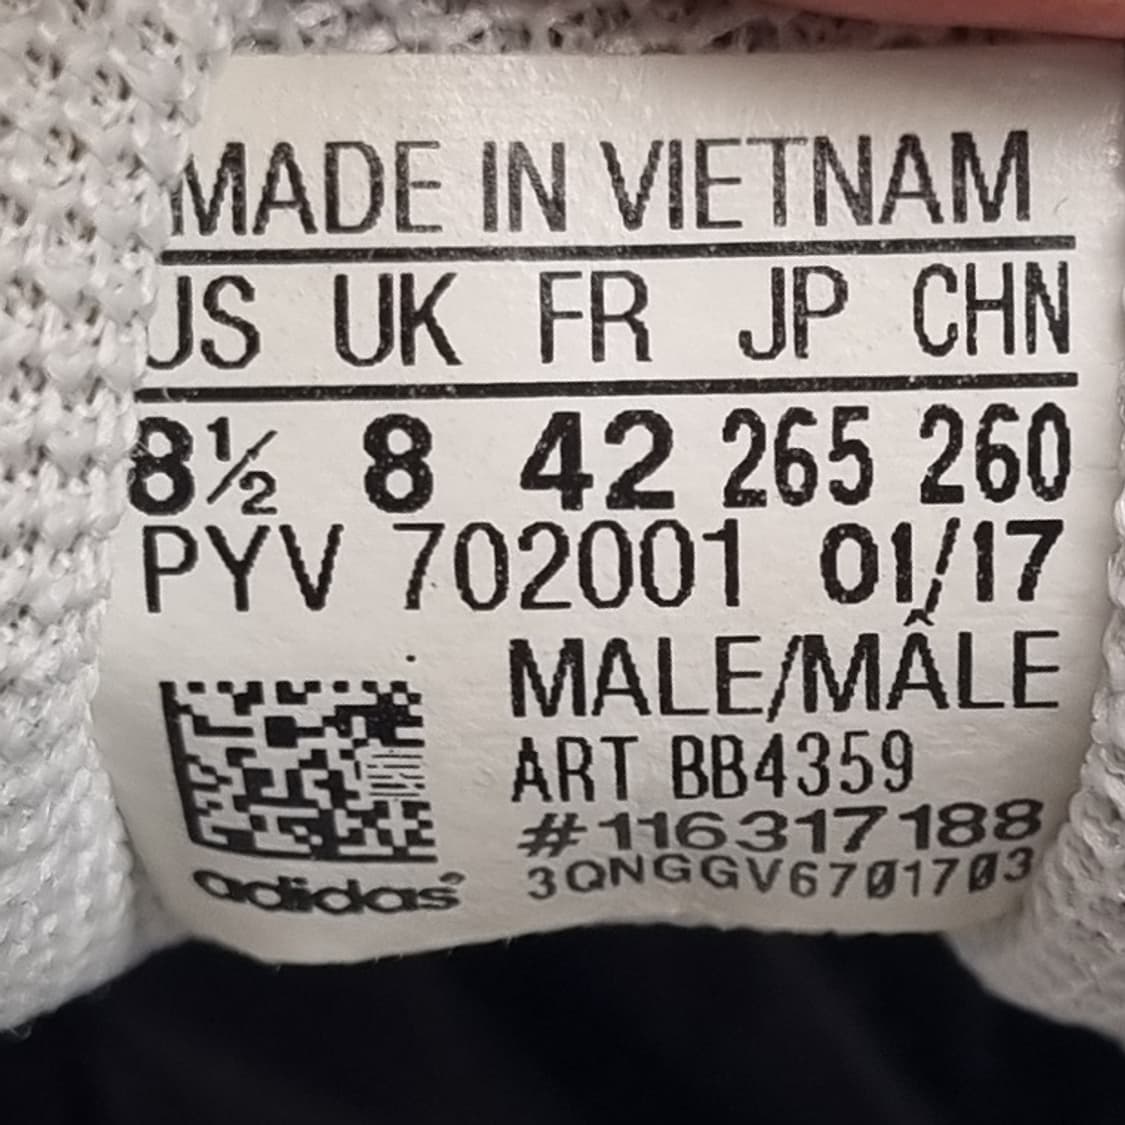 MADE IN VIETNAM
US UK FR JP CHN
8½ 8 42 265 260
PYV 702001 01/17
MALE/MÂLE
ART BB4359
#116317188
3QNGGV6701703
adidas